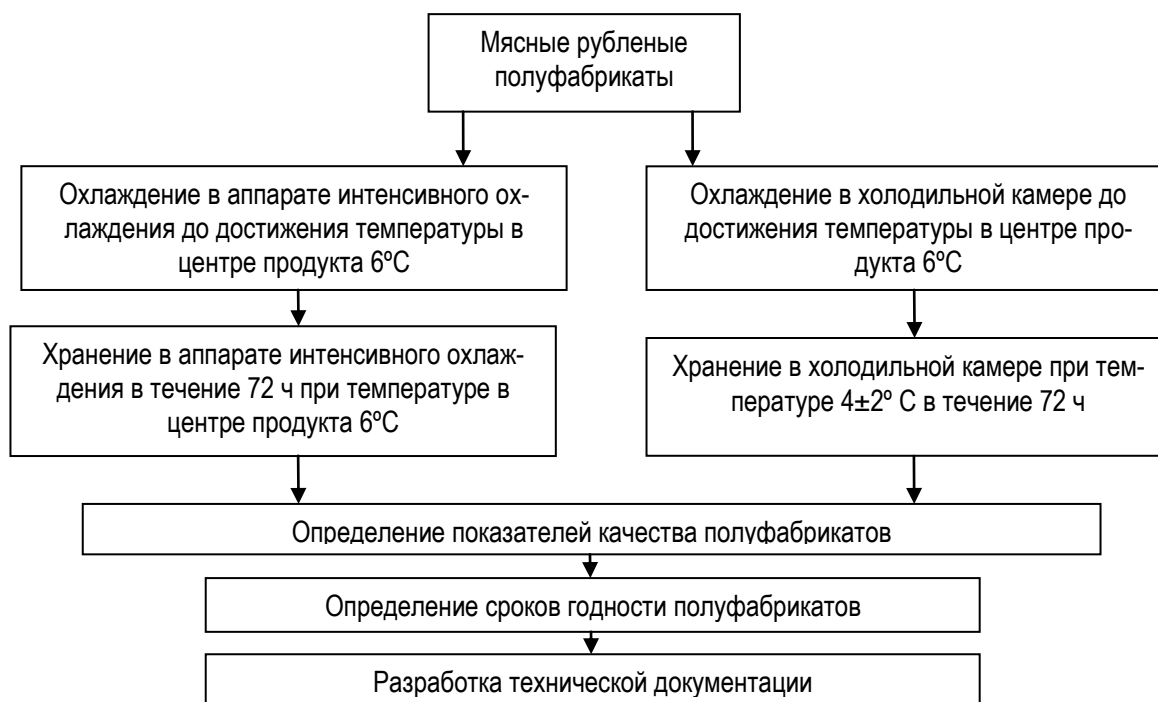 Мясные рубленые
полуфабрикаты
Охлаждение в аппарате интенсивного ох-
лаждения до достижения температуры в
центре продукта 6ºС
Охлаждение в холодильной камере до
достижения температуры в центре про-
дукта 6ºС
Хранение в аппарате интенсивного охлаж-
дения в течение 72 ч при температуре в
центре продукта 6ºС
Хранение в холодильной камере при тем-
пературе 4±2º С в течение 72 ч
Определение показателей качества полуфабрикатов
Определение сроков годности полуфабрикатов
Разработка технической документации